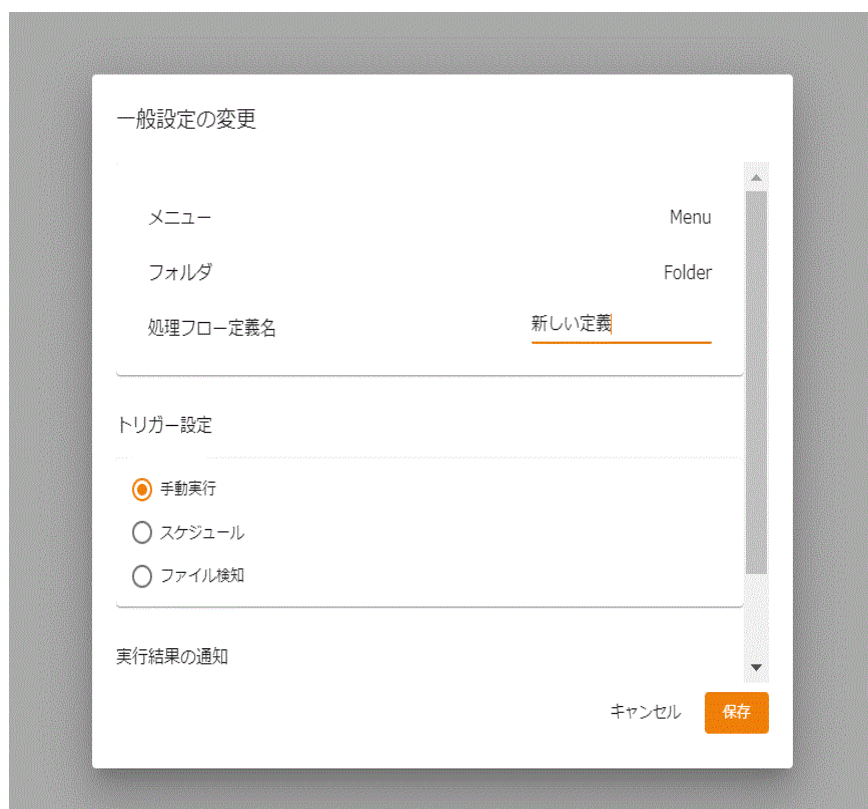 一般設定の変更
メニュー Menu
フォルダ Folder
処理フロー定義名 新しい定義
トリガー設定
手動実行
スケジュール
ファイル検知
実行結果の通知
キャンセル 保存